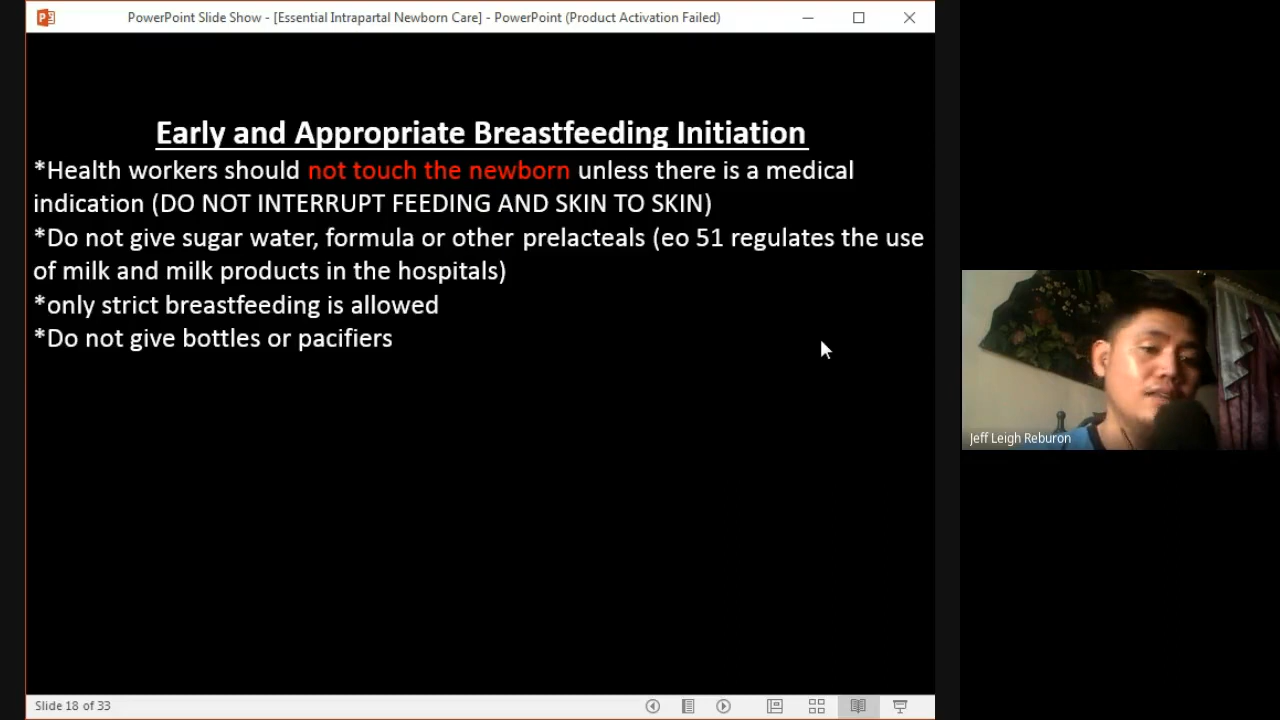 PowerPoint Slide Show - [Essential Intrapartal Newborn Care] - PowerPoint (Product Activation Failed)
Early and Appropriate Breastfeeding Initiation
*Health workers should not touch the newborn unless there is a medical
indication (DO NOT INTERRUPT FEEDING AND SKIN TO SKIN)
*Do not give sugar water, formula or other prelacteals (eo 51 regulates the use
of milk and milk products in the hospitals)
*only strict breastfeeding is allowed
*Do not give bottles or pacifiers
Jeff Leigh Reburon
Slide 18 of 33